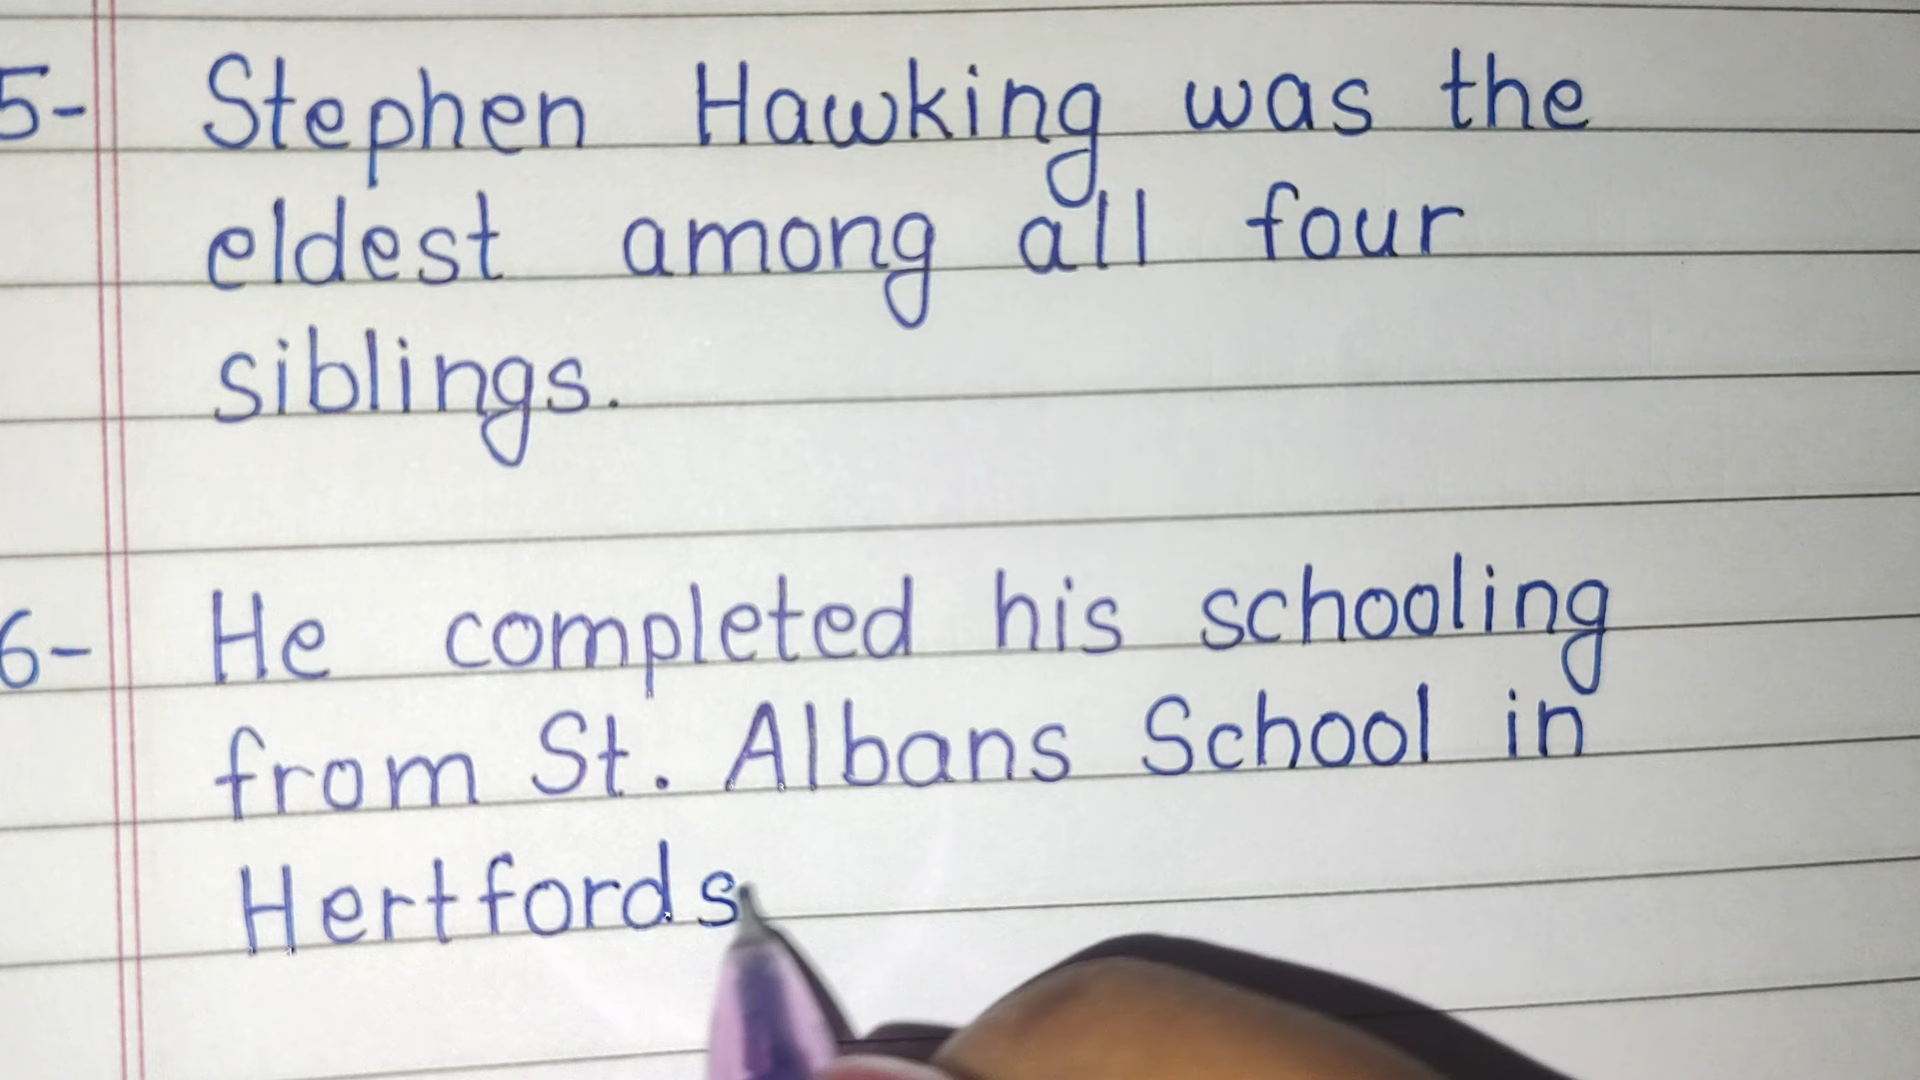 5- Stephen Hawking was the
eldest among all four
siblings.
6- He completed his schooling
from St. Albans School in
Hertfords